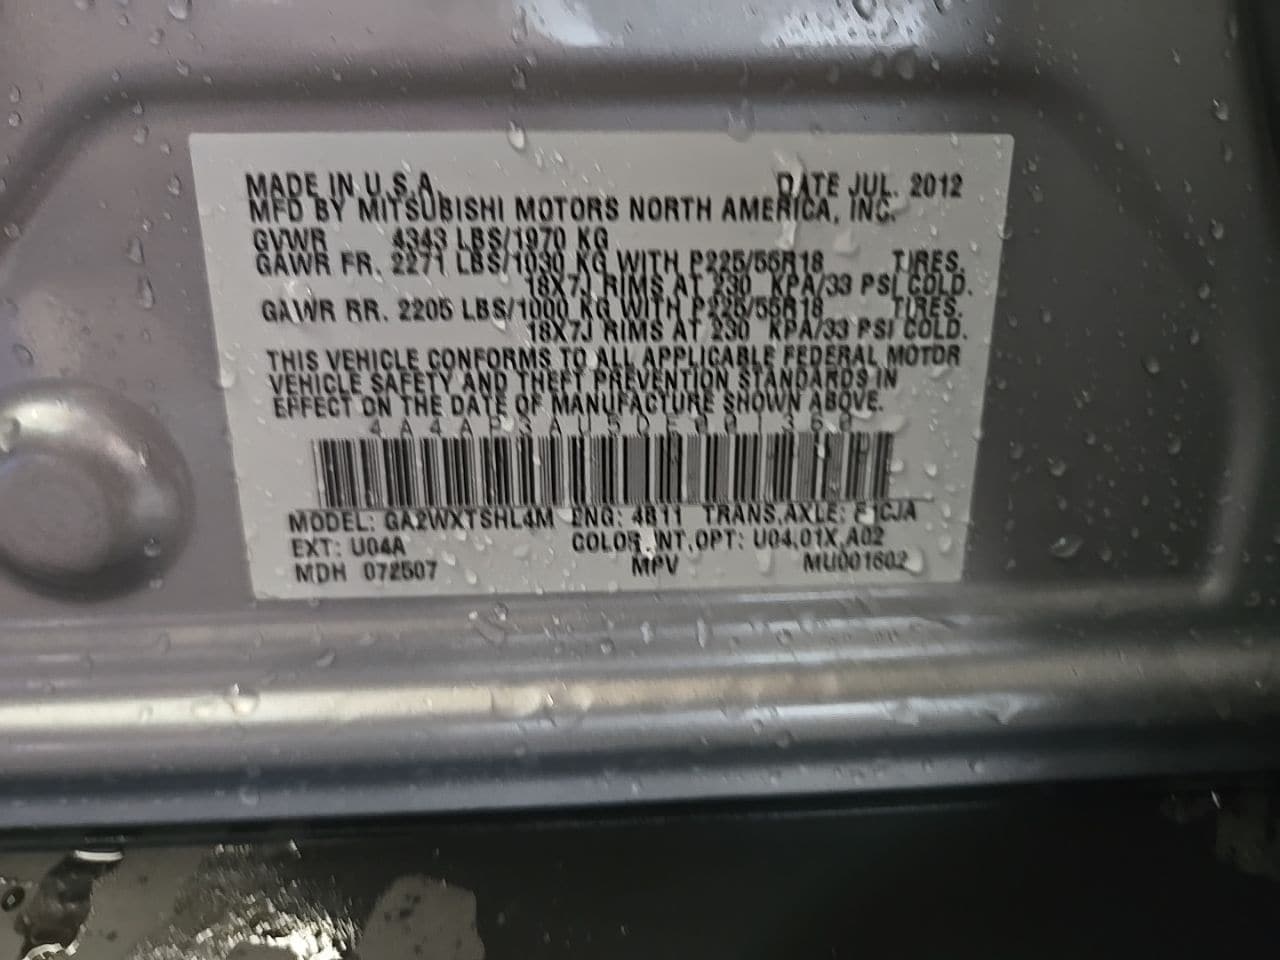 MADE IN U.S.A. DATE JUL. 2012
MFD BY MITSUBISHI MOTORS NORTH AMERICA, INC.
GVWR 4343 LBS/1970 KG
GAWR FR. 2271 LBS/1030 KG WITH P225/55R18 TIRES,
18X7J RIMS AT 230 KPA/33 PSI COLD.
GAWR RR. 2205 LBS/1000 KG WITH P225/55R18 TIRES,
18X7J RIMS AT 230 KPA/33 PSI COLD.
THIS VEHICLE CONFORMS TO ALL APPLICABLE FEDERAL MOTOR
VEHICLE SAFETY AND THEFT PREVENTION STANDARDS IN
EFFECT ON THE DATE OF MANUFACTURE SHOWN ABOVE.
4A4AP3AU5DE001360
MODEL: GA2WXTSHL4M ENG: 4B11 TRANS,AXLE: F1CJA
EXT: U04A COLOR,INT,OPT: U04,01X,A02
MDH 072507 MPV MU001602